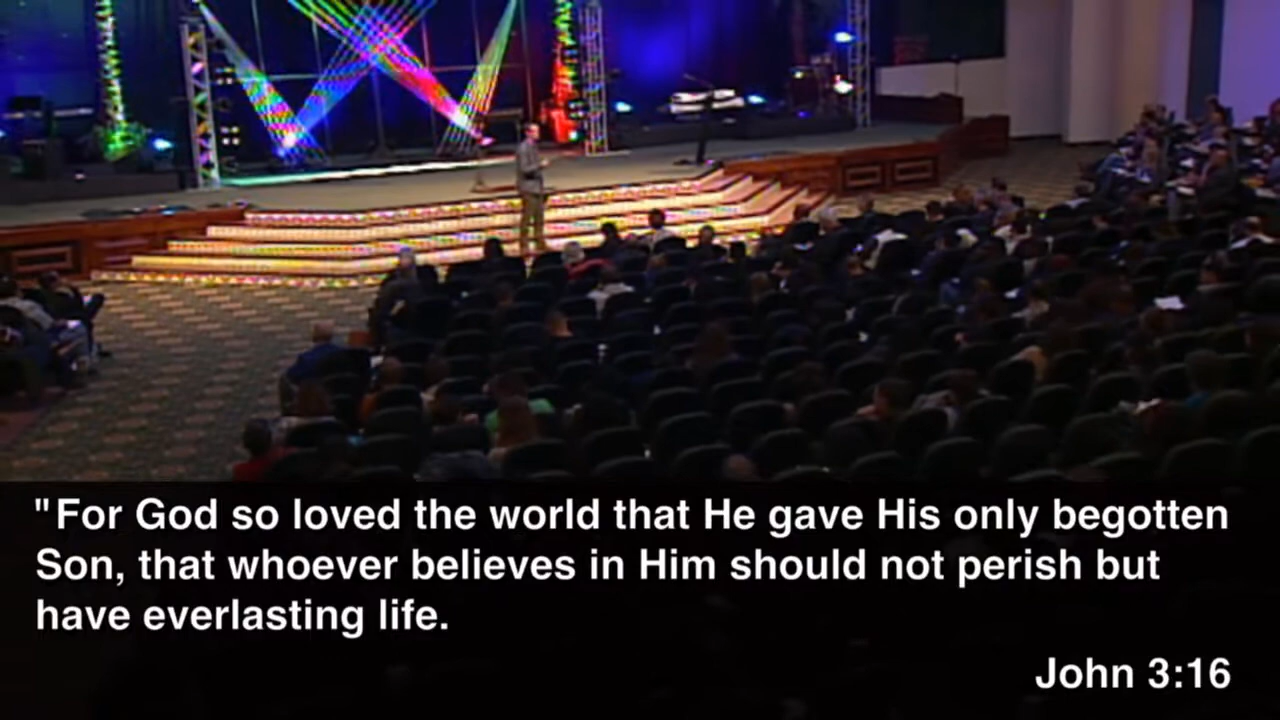 "For God so loved the world that He gave His only begotten
Son, that whoever believes in Him should not perish but
have everlasting life.
John 3:16